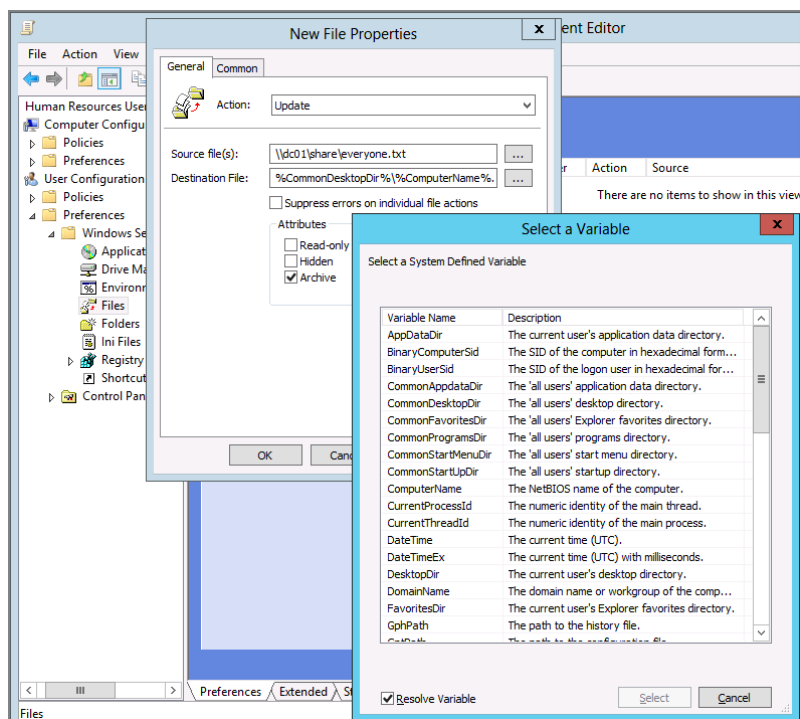 New File Properties
x
ent Editor
File Action View
General Common
Human Resources User
Computer Configu
Policies
Preferences
User Configuration
Policies
Preferences
Windows Se
Applicat
Drive Ma
Environm
Files
Folders
Ini Files
Registry
Shortcut
Control Pan
Action: Update
Source file(s): \\dc01\share\everyone.txt ...
Destination File: %CommonDesktopDir%\%ComputerName%. ...
Suppress errors on individual file actions
Attributes
Read-only
Hidden
Archive
OK Canc
er Action Source
There are no items to show in this view
Select a Variable
x
Select a System Defined Variable
Variable Name Description
AppDataDir The current user's application data directory.
BinaryComputerSid The SID of the computer in hexadecimal form...
BinaryUserSid The SID of the logon user in hexadecimal for...
CommonAppdataDir The 'all users' application data directory.
CommonDesktopDir The 'all users' desktop directory.
CommonFavoritesDir The 'all users' Explorer favorites directory.
CommonProgramsDir The 'all users' programs directory.
CommonStartMenuDir The 'all users' start menu directory.
CommonStartUpDir The 'all users' startup directory.
ComputerName The NetBIOS name of the computer.
CurrentProcessId The numeric identity of the main thread.
CurrentThreadId The numeric identity of the main process.
DateTime The current time (UTC).
DateTimeEx The current time (UTC) with milliseconds.
DesktopDir The current user's desktop directory.
DomainName The domain name or workgroup of the comp...
FavoritesDir The current user's Explorer favorites directory.
GphPath The path to the history file.
GptPath The path to the configuration file.
Resolve Variable Select Cancel
Preferences Extended St
Files